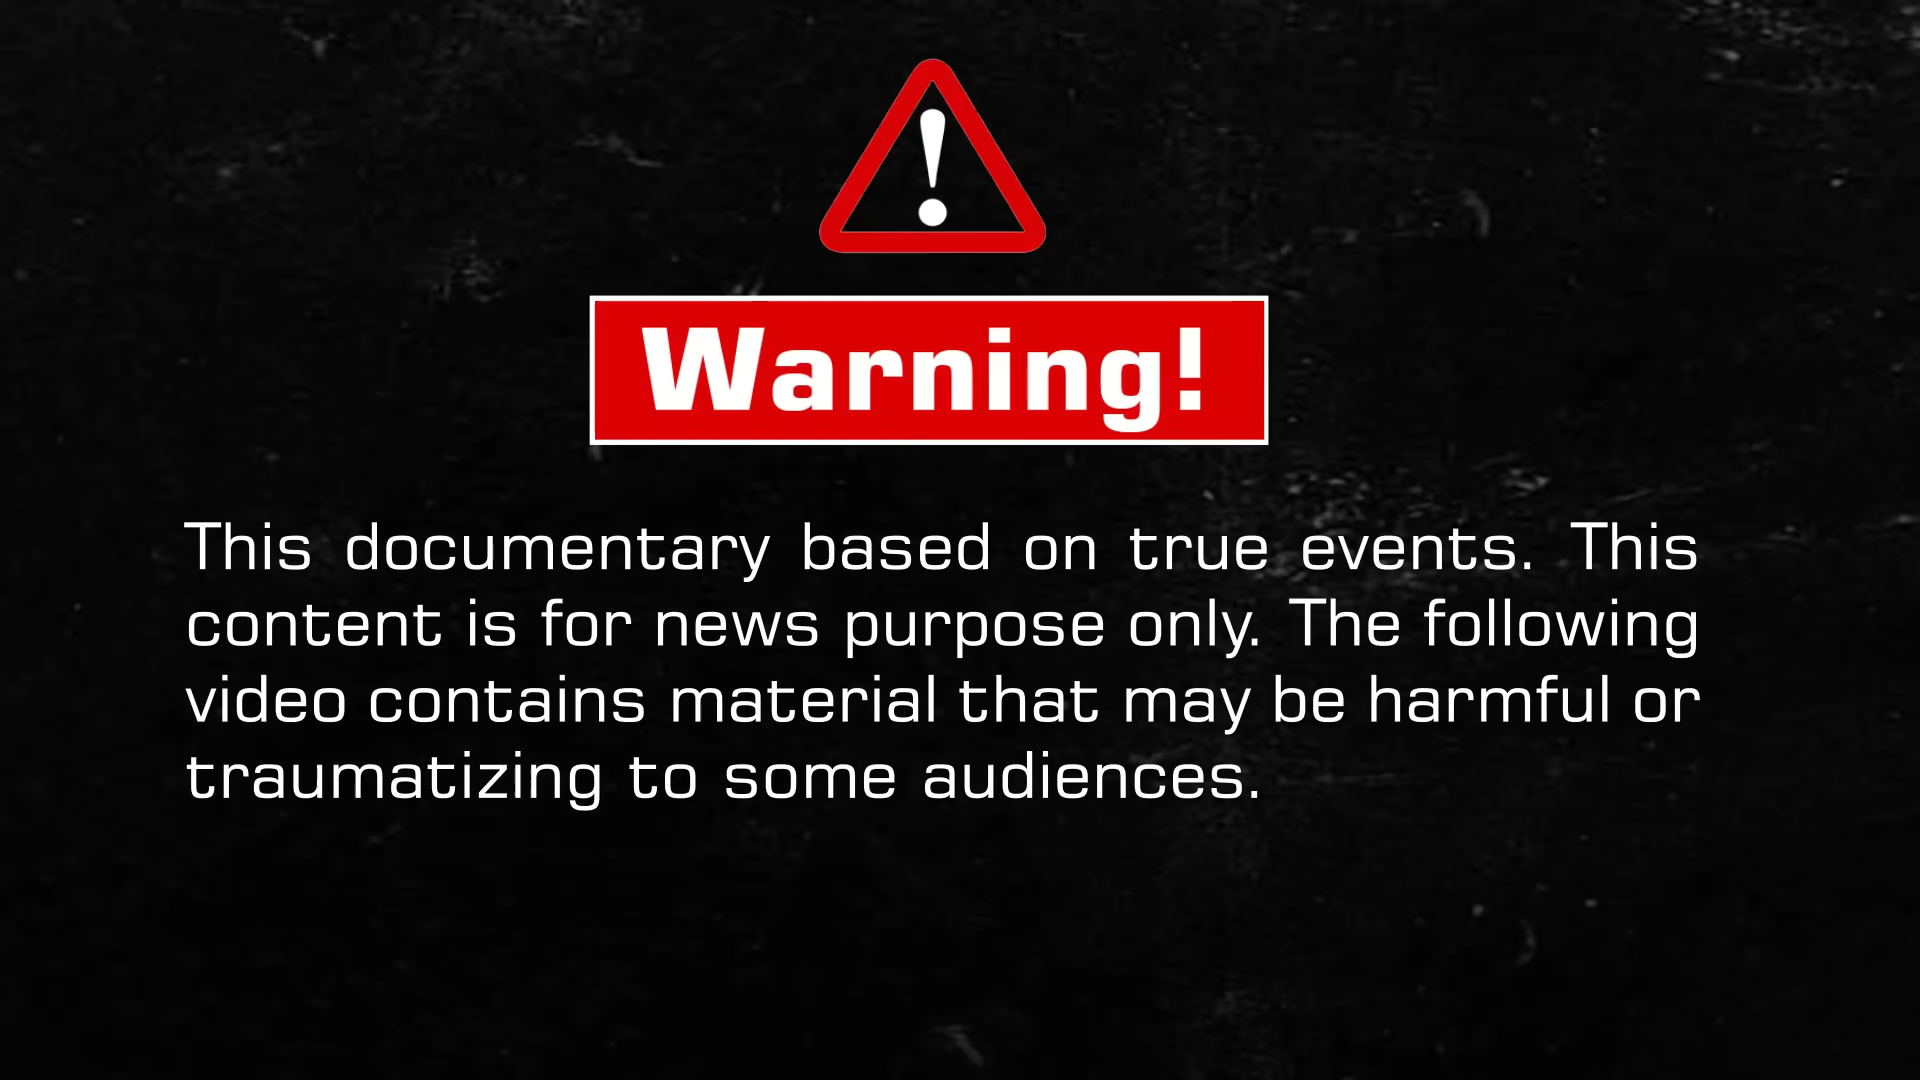 Warning!
This documentary based on true events. This
content is for news purpose only. The following
video contains material that may be harmful or
traumatizing to some audiences.